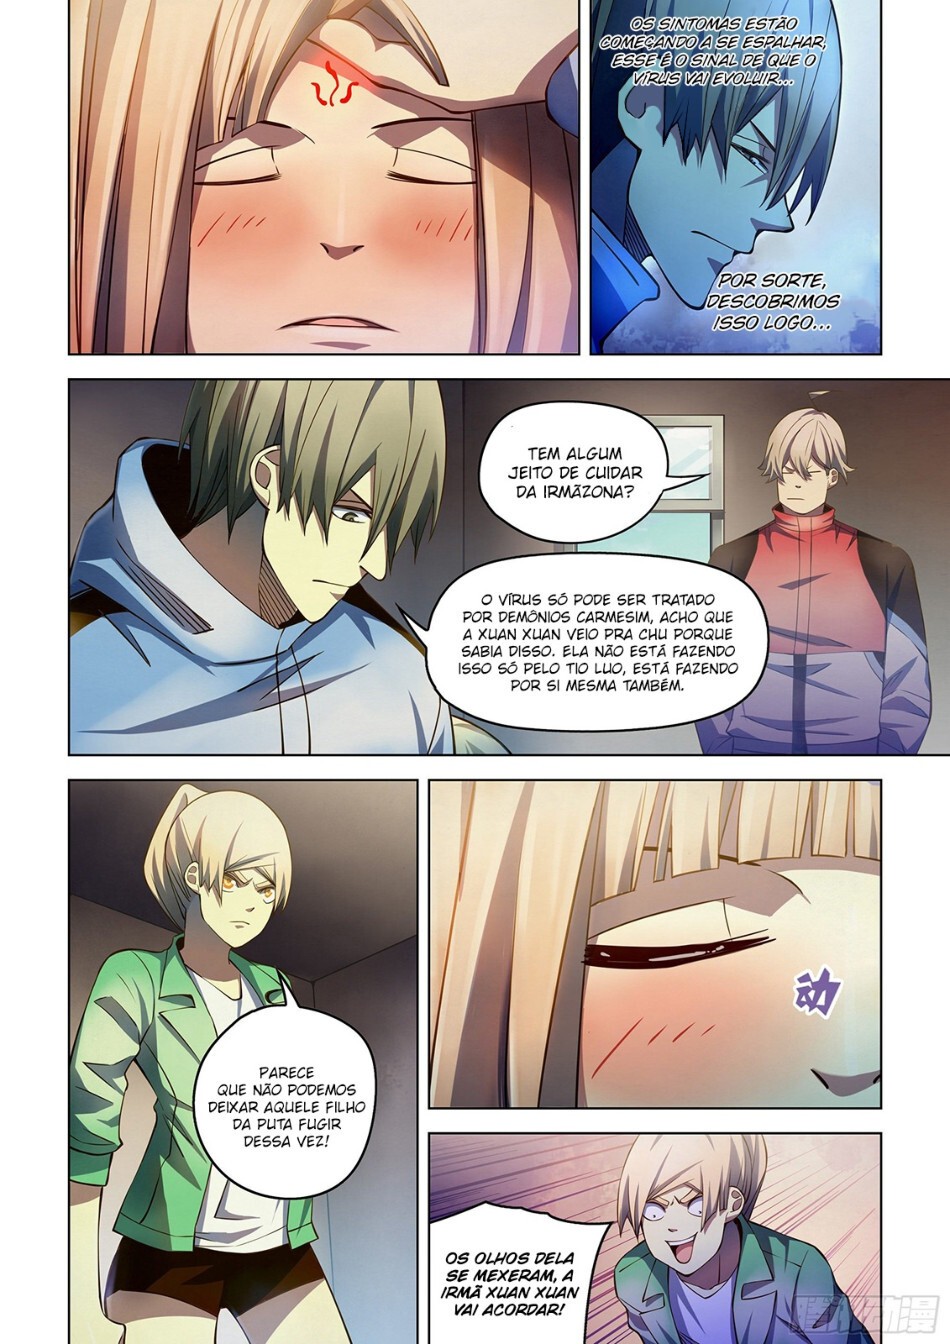 OS SINTOMAS ESTÃO
COMEÇANDO A SE ESPALHAR,
ESSE É O SINAL DE QUE O
VÍRUS VAI EVOLUIR...
POR SORTE,
DESCOBRIMOS
ISSO LOGO...
TEM ALGUM
JEITO DE CUIDAR
DA IRMÃZONA?
O VÍRUS SÓ PODE SER TRATADO
POR DEMÔNIOS CARMESIM, ACHO QUE
A XUAN XUAN VEIO PRA CHU PORQUE
SABIA DISSO. ELA NÃO ESTÁ FAZENDO
ISSO SÓ PELO TIO LUO, ESTÁ FAZENDO
POR SI MESMA TAMBÉM.
PARECE
QUE NÃO PODEMOS
DEIXAR AQUELE FILHO
DA PUTA FUGIR
DESSA VEZ!
动
OS OLHOS DELA
SE MEXERAM, A
IRMÃ XUAN XUAN
VAI ACORDAR!
腾讯动漫